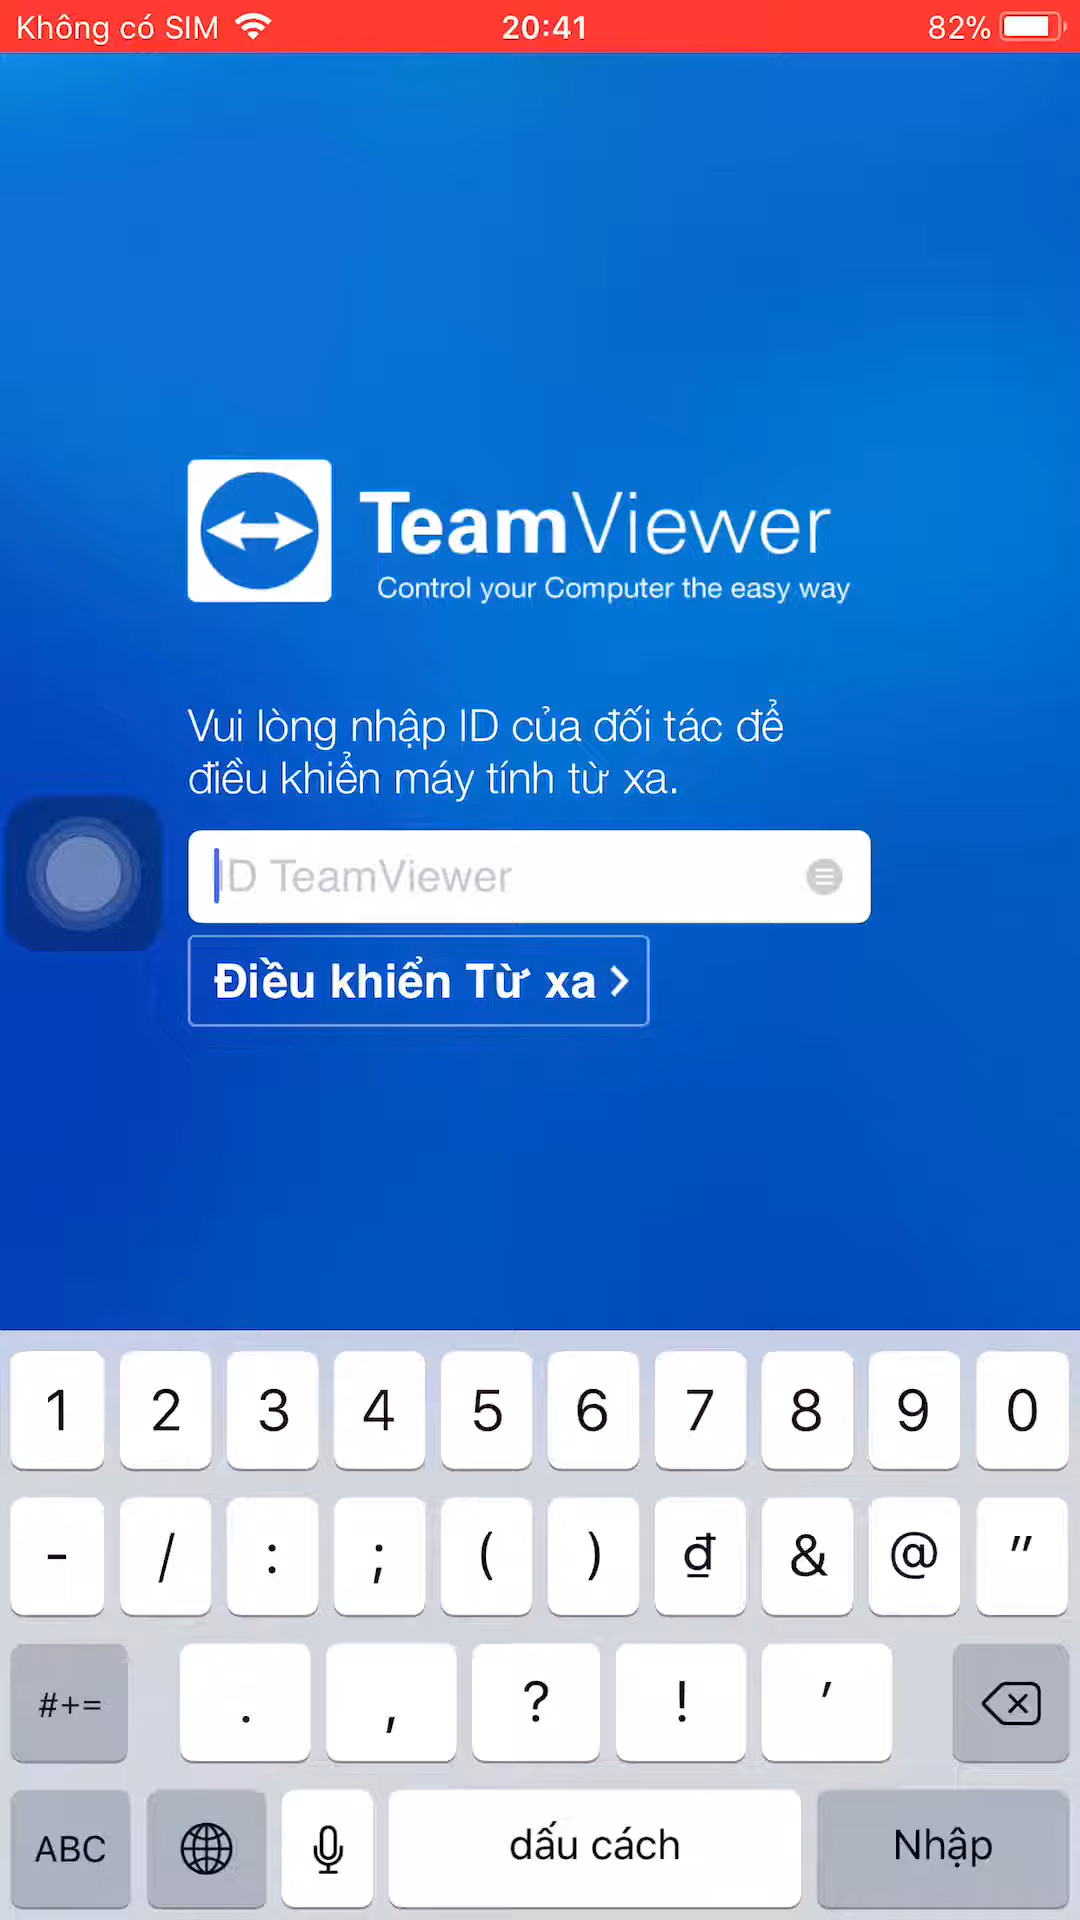 Không có SIM 20:41 82%
TeamViewer
Control your Computer the easy way
Vui lòng nhập ID của đối tác để
điều khiển máy tính từ xa.
ID TeamViewer
Điều khiển Từ xa
1 2 3 4 5 6 7 8 9 0
- / : ; ( ) ₫ & @ "
#+= . , ? ! '
ABC dấu cách Nhập